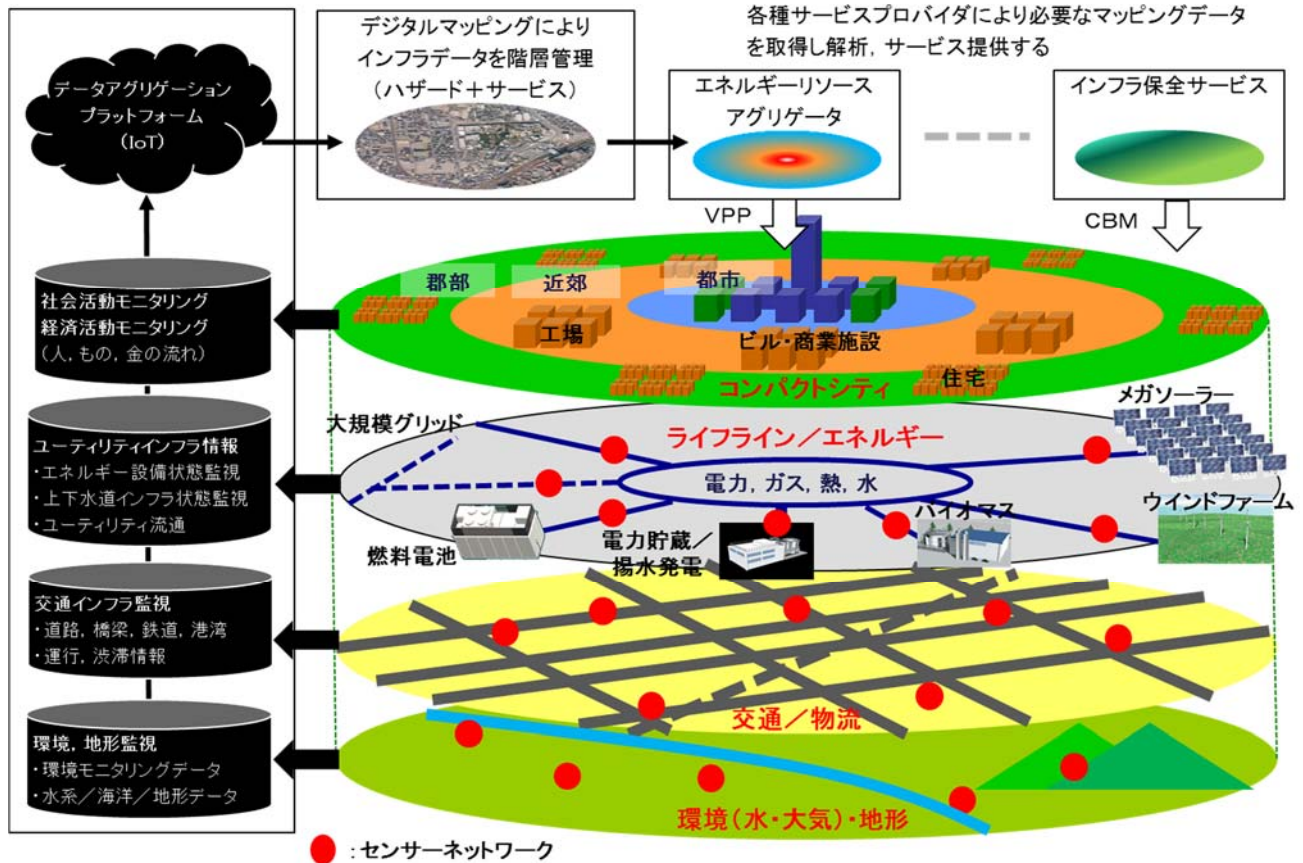 データアグリゲーション
プラットフォーム
(IoT)
デジタルマッピングにより
インフラデータを階層管理
(ハザード+サービス)
各種サービスプロバイダにより必要なマッピングデータ
を取得し解析, サービス提供する
エネルギーリソース
アグリゲータ
インフラ保全サービス
VPP
CBM
社会活動モニタリング
経済活動モニタリング
(人, もの, 金の流れ)
郡部
近郊
都市
工場
ビル・商業施設
住宅
コンパクトシティ
ユーティリティインフラ情報
・エネルギー設備状態監視
・上下水道インフラ状態監視
・ユーティリティ流通
大規模グリッド
ライフライン/エネルギー
メガソーラー
電力, ガス, 熱, 水
ウインドファーム
燃料電池
電力貯蔵/
揚水発電
バイオマス
交通インフラ監視
・道路, 橋梁, 鉄道, 港湾
・運行, 渋滞情報
交通/物流
環境, 地形監視
・環境モニタリングデータ
・水系/海洋/地形データ
環境(水・大気)・地形
:センサーネットワーク